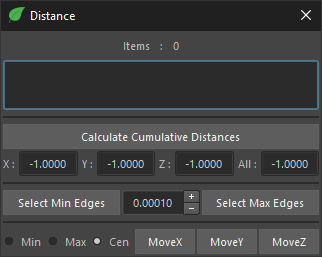 Distance
Items : 0
Calculate Cumulative Distances
X : -1.0000 Y : -1.0000 Z : -1.0000 All : -1.0000
Select Min Edges 0.00010 + - Select Max Edges
Min Max Cen MoveX MoveY MoveZ